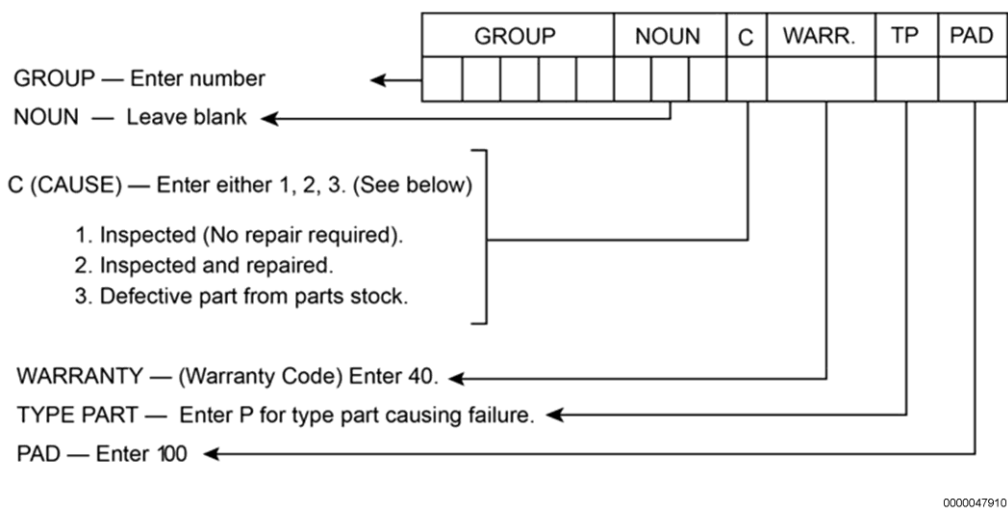 GROUP NOUN C WARR. TP PAD
GROUP — Enter number
NOUN — Leave blank
C (CAUSE) — Enter either 1, 2, 3. (See below)
1. Inspected (No repair required).
2. Inspected and repaired.
3. Defective part from parts stock.
WARRANTY — (Warranty Code) Enter 40.
TYPE PART — Enter P for type part causing failure.
PAD — Enter 100
0000047910